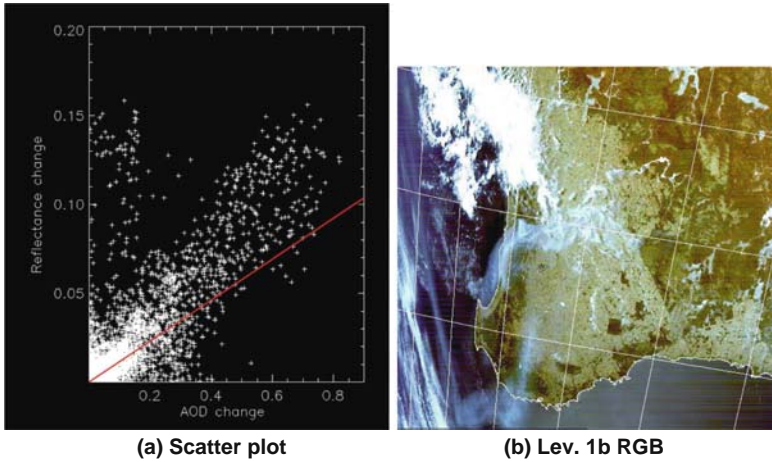 0.20
0.15
0.10
0.05
Reflectance change
0.2 0.4 0.6 0.8
AOD change
(a) Scatter plot
(b) Lev. 1b RGB